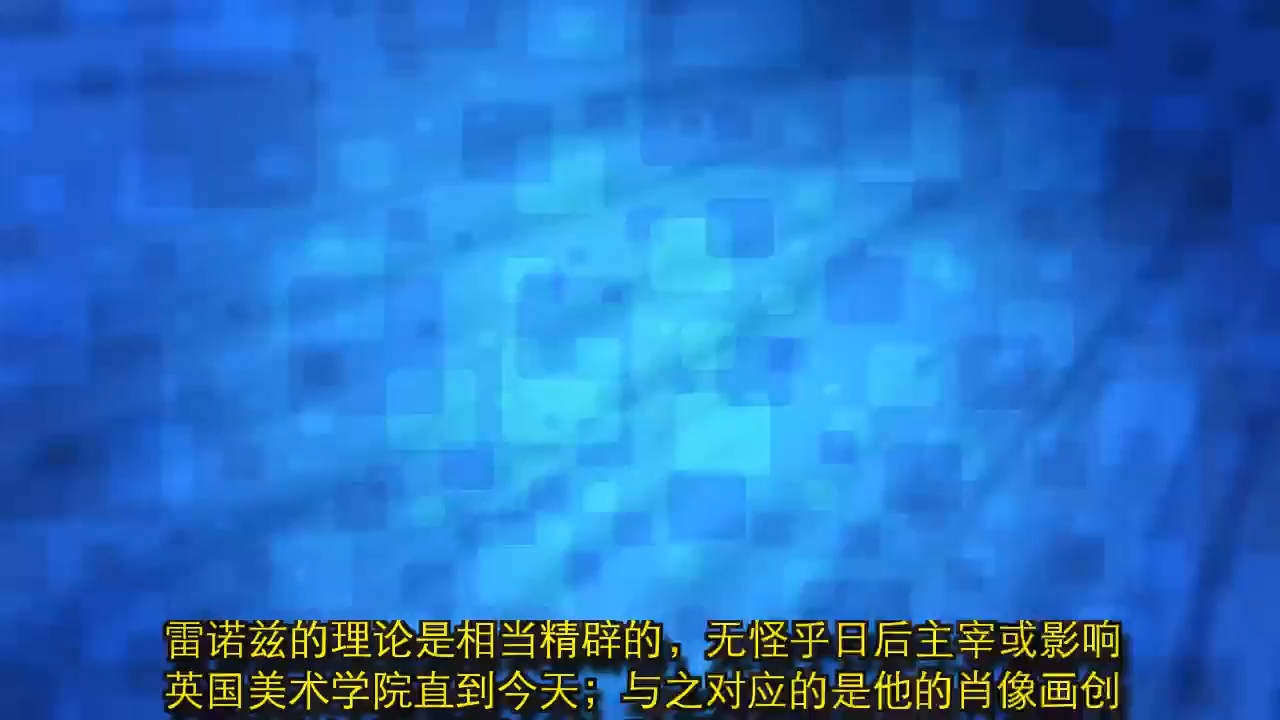 雷诺兹的理论是相当精辟的，无怪乎日后主宰或影响
英国美术学院直到今天；与之对应的是他的肖像画创